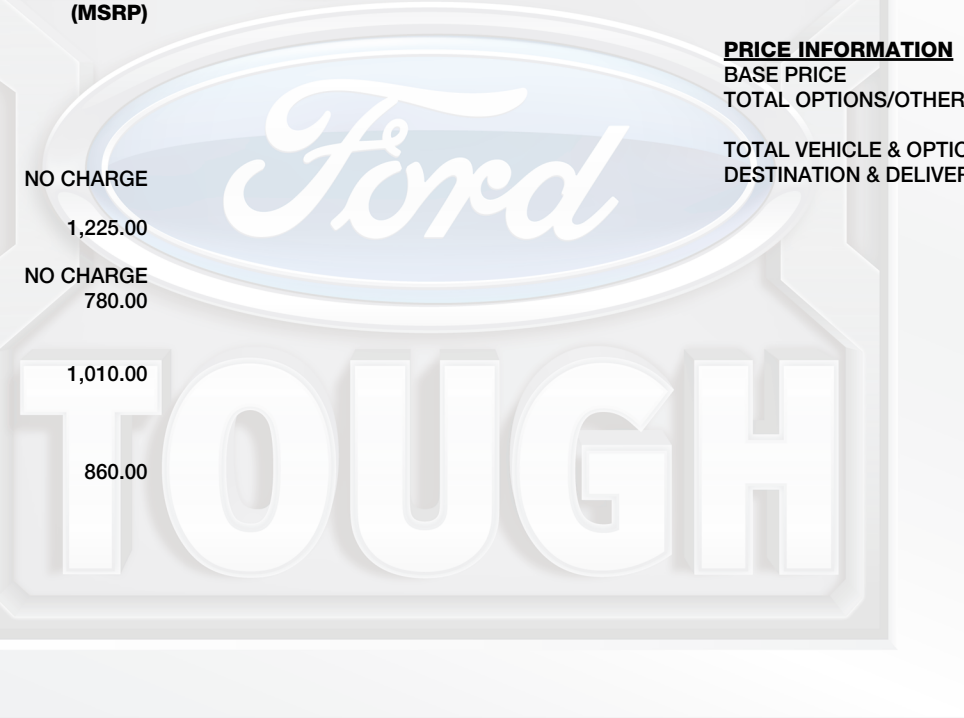 (MSRP)
NO CHARGE
1,225.00
NO CHARGE
780.00
1,010.00
860.00
PRICE INFORMATION
BASE PRICE
TOTAL OPTIONS/OTHER
TOTAL VEHICLE & OPTIO
DESTINATION & DELIVER
Ford
TOUGH